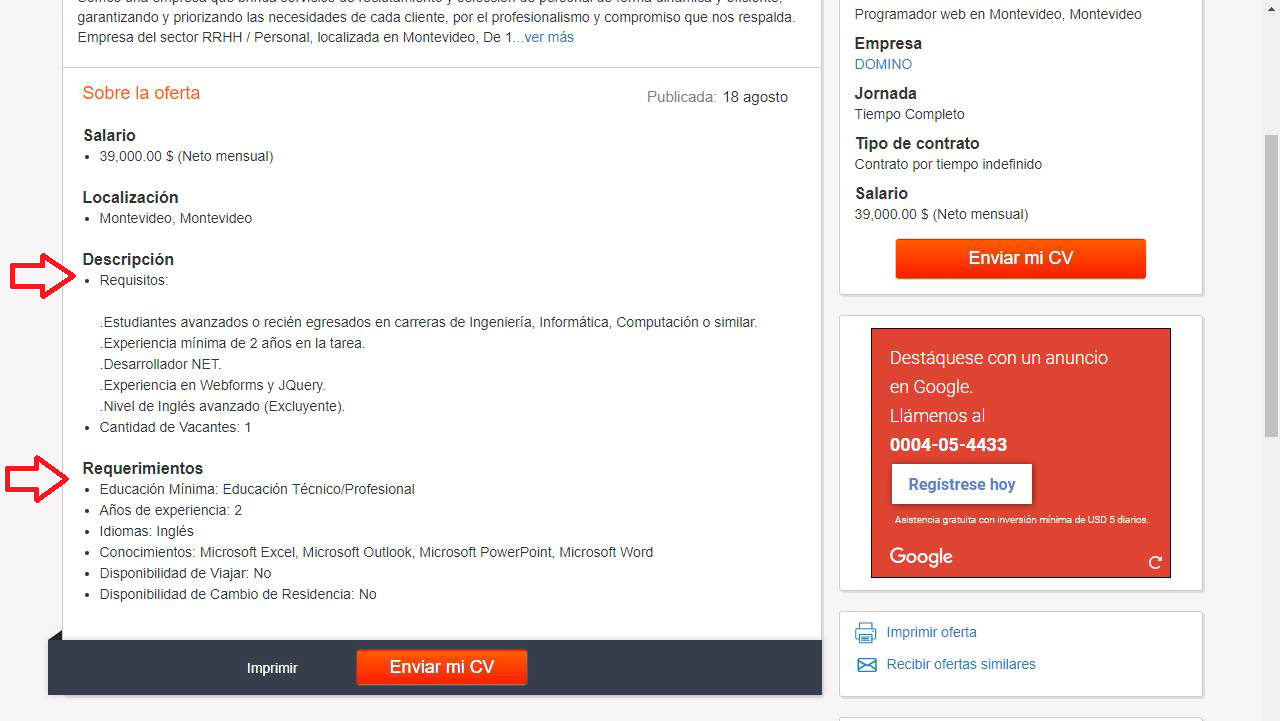 garantizando y priorizando las necesidades de cada cliente, por el profesionalismo y compromiso que nos respalda.
Empresa del sector RRHH / Personal, localizada en Montevideo, De 1...ver más
Sobre la oferta
Publicada: 18 agosto
Salario
39,000.00 $ (Neto mensual)
Localización
Montevideo, Montevideo
Descripción
Requisitos:
.Estudiantes avanzados o recién egresados en carreras de Ingeniería, Informática, Computación o similar.
.Experiencia mínima de 2 años en la tarea.
.Desarrollador NET.
.Experiencia en Webforms y JQuery.
.Nivel de Inglés avanzado (Excluyente).
Cantidad de Vacantes: 1
Requerimientos
Educación Mínima: Educación Técnico/Profesional
Años de experiencia: 2
Idiomas: Inglés
Conocimientos: Microsoft Excel, Microsoft Outlook, Microsoft PowerPoint, Microsoft Word
Disponibilidad de Viajar: No
Disponibilidad de Cambio de Residencia: No
Imprimir
Enviar mi CV
Programador web en Montevideo, Montevideo
Empresa
DOMINO
Jornada
Tiempo Completo
Tipo de contrato
Contrato por tiempo indefinido
Salario
39,000.00 $ (Neto mensual)
Enviar mi CV
Destáquese con un anuncio
en Google.
Llámenos al
0004-05-4433
Regístrese hoy
Asistencia gratuita con inversión mínima de USD 5 diarios.
Google
Imprimir oferta
Recibir ofertas similares